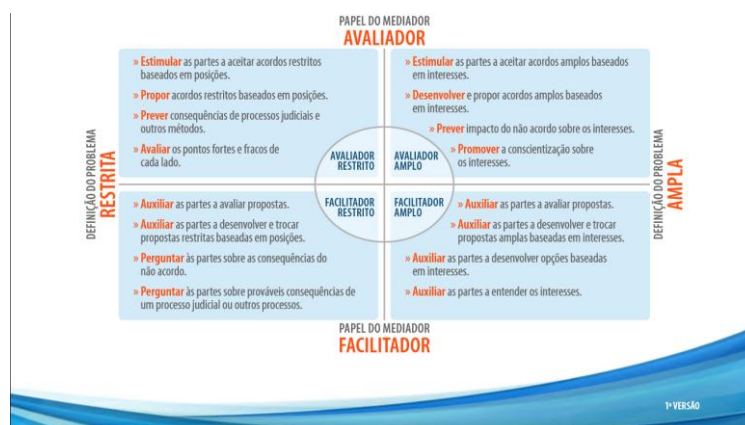 PAPEL DO MEDIADOR
AVALIADOR
» Estimular as partes a aceitar acordos restritos
baseados em posições.
» Propor acordos restritos baseados em posições.
» Prever consequências de processos judiciais e
outros métodos.
» Avaliar os pontos fortes e fracos de
cada lado.
» Estimular as partes a aceitar acordos amplos baseados
em interesses.
» Desenvolver e propor acordos amplos baseados
em interesses.
» Prever impacto do não acordo sobre os interesses.
» Promover a conscientização sobre
os interesses.
DEFINIÇÃO DO PROBLEMA
RESTRITA
AVALIADOR
RESTRITO
AVALIADOR
AMPLO
FACILITADOR
RESTRITO
FACILITADOR
AMPLO
DEFINIÇÃO DO PROBLEMA
AMPLA
» Auxiliar as partes a avaliar propostas.
» Auxiliar as partes a desenvolver e trocar
propostas restritas baseadas em posições.
» Perguntar às partes sobre as consequências do
não acordo.
» Perguntar às partes sobre prováveis consequências de
um processo judicial ou outros processos.
» Auxiliar as partes a avaliar propostas.
» Auxiliar as partes a desenvolver e trocar
propostas amplas baseadas em interesses.
» Auxiliar as partes a desenvolver opções baseadas
em interesses.
» Auxiliar as partes a entender os interesses.
PAPEL DO MEDIADOR
FACILITADOR
1ª VERSÃO